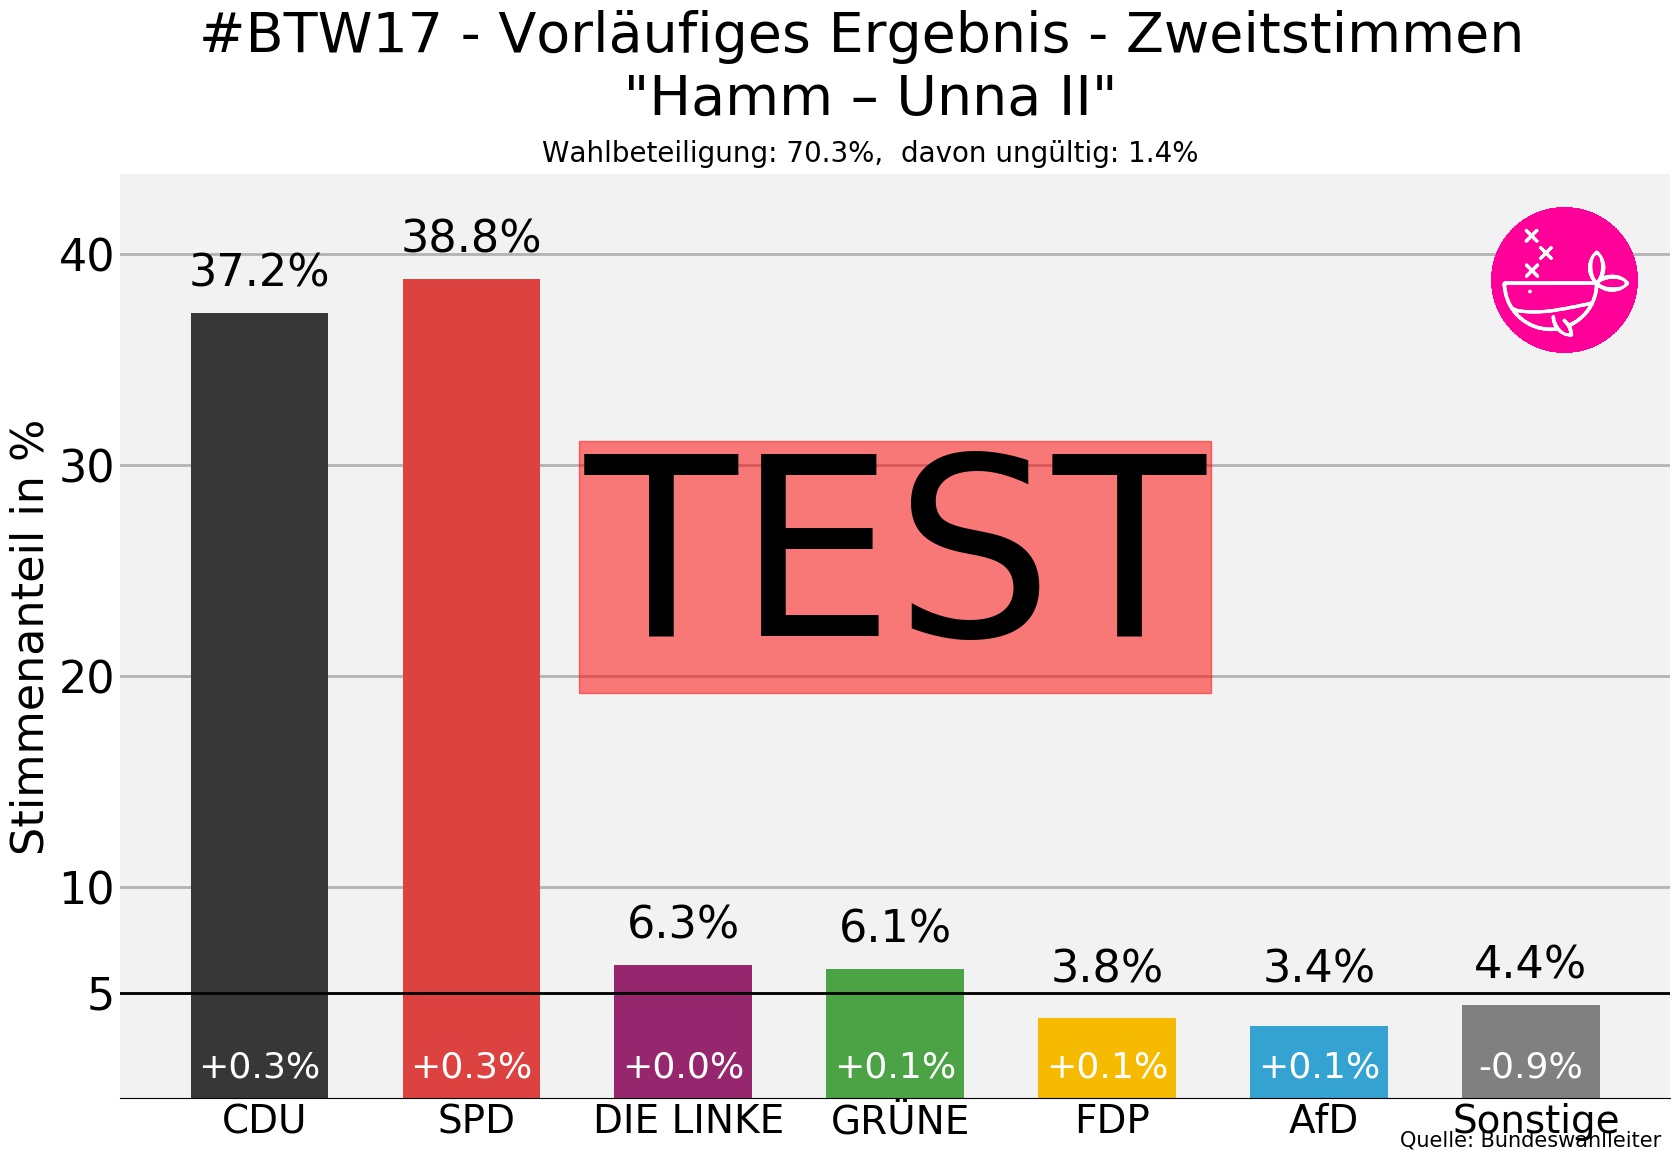 #BTW17 - Vorläufiges Ergebnis - Zweitstimmen
"Hamm – Unna II"
Wahlbeteiligung: 70.3%,  davon ungültig: 1.4%
Stimmenanteil in %
40
30
20
10
5
37.2%
38.8%
6.3%
6.1%
3.8%
3.4%
4.4%
TEST
+0.3%
+0.3%
+0.0%
+0.1%
+0.1%
+0.1%
-0.9%
CDU
SPD
DIE LINKE
GRÜNE
FDP
AfD
Sonstige
Quelle: Bundeswahlleiter